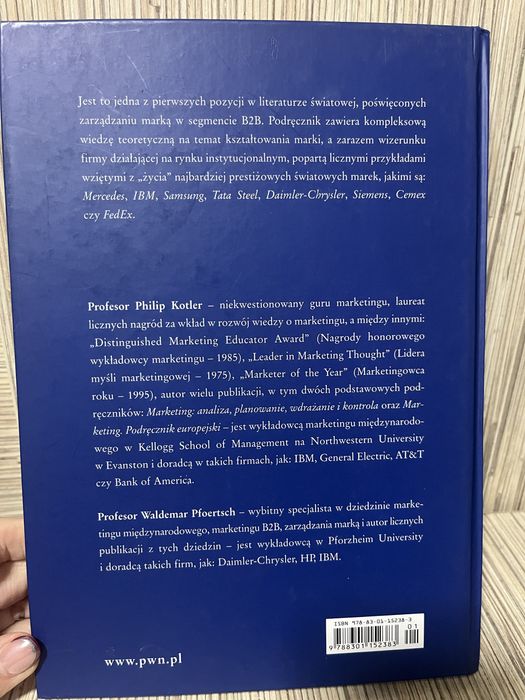 Jest to jedna z pierwszych pozycji w literaturze światowej, poświęconych
zarządzaniu marką w segmencie B2B. Podręcznik zawiera kompleksową
wiedzę teoretyczną na temat kształtowania marki, a zarazem wizerunku
firmy działającej na rynku instytucjonalnym, popartą licznymi przykładami
wziętymi z „życia” najbardziej prestiżowych światowych marek, jakimi są:
Mercedes, IBM, Samsung, Tata Steel, Daimler-Chrysler, Siemens, Cemex
czy FedEx.
Profesor Philip Kotler – niekwestionowany guru marketingu, laureat
licznych nagród za wkład w rozwój wiedzy o marketingu, a między innymi:
„Distinguished Marketing Educator Award” (Nagrody honorowego
wykładowcy marketingu – 1985), „Leader in Marketing Thought” (Lidera
myśli marketingowej – 1975), „Marketer of the Year” (Marketingowca
roku – 1995), autor wielu publikacji, w tym dwóch podstawowych pod-
ręczników: Marketing: analiza, planowanie, wdrażanie i kontrola oraz Mar-
keting. Podręcznik europejski – jest wykładowcą marketingu międzynarodo-
wego w Kellogg School of Management na Northwestern University
w Evanston i doradcą w takich firmach, jak: IBM, General Electric, AT&T
czy Bank of America.
Profesor Waldemar Pfoertsch – wybitny specjalista w dziedzinie marke-
tingu międzynarodowego, marketingu B2B, zarządzania marką i autor licznych
publikacji z tych dziedzin – jest wykładowcą w Pforzheim University
i doradcą takich firm, jak: Daimler-Chrysler, HP, IBM.
ISBN 978-83-01-15238-3
01
9 788301 152383
www.pwn.pl